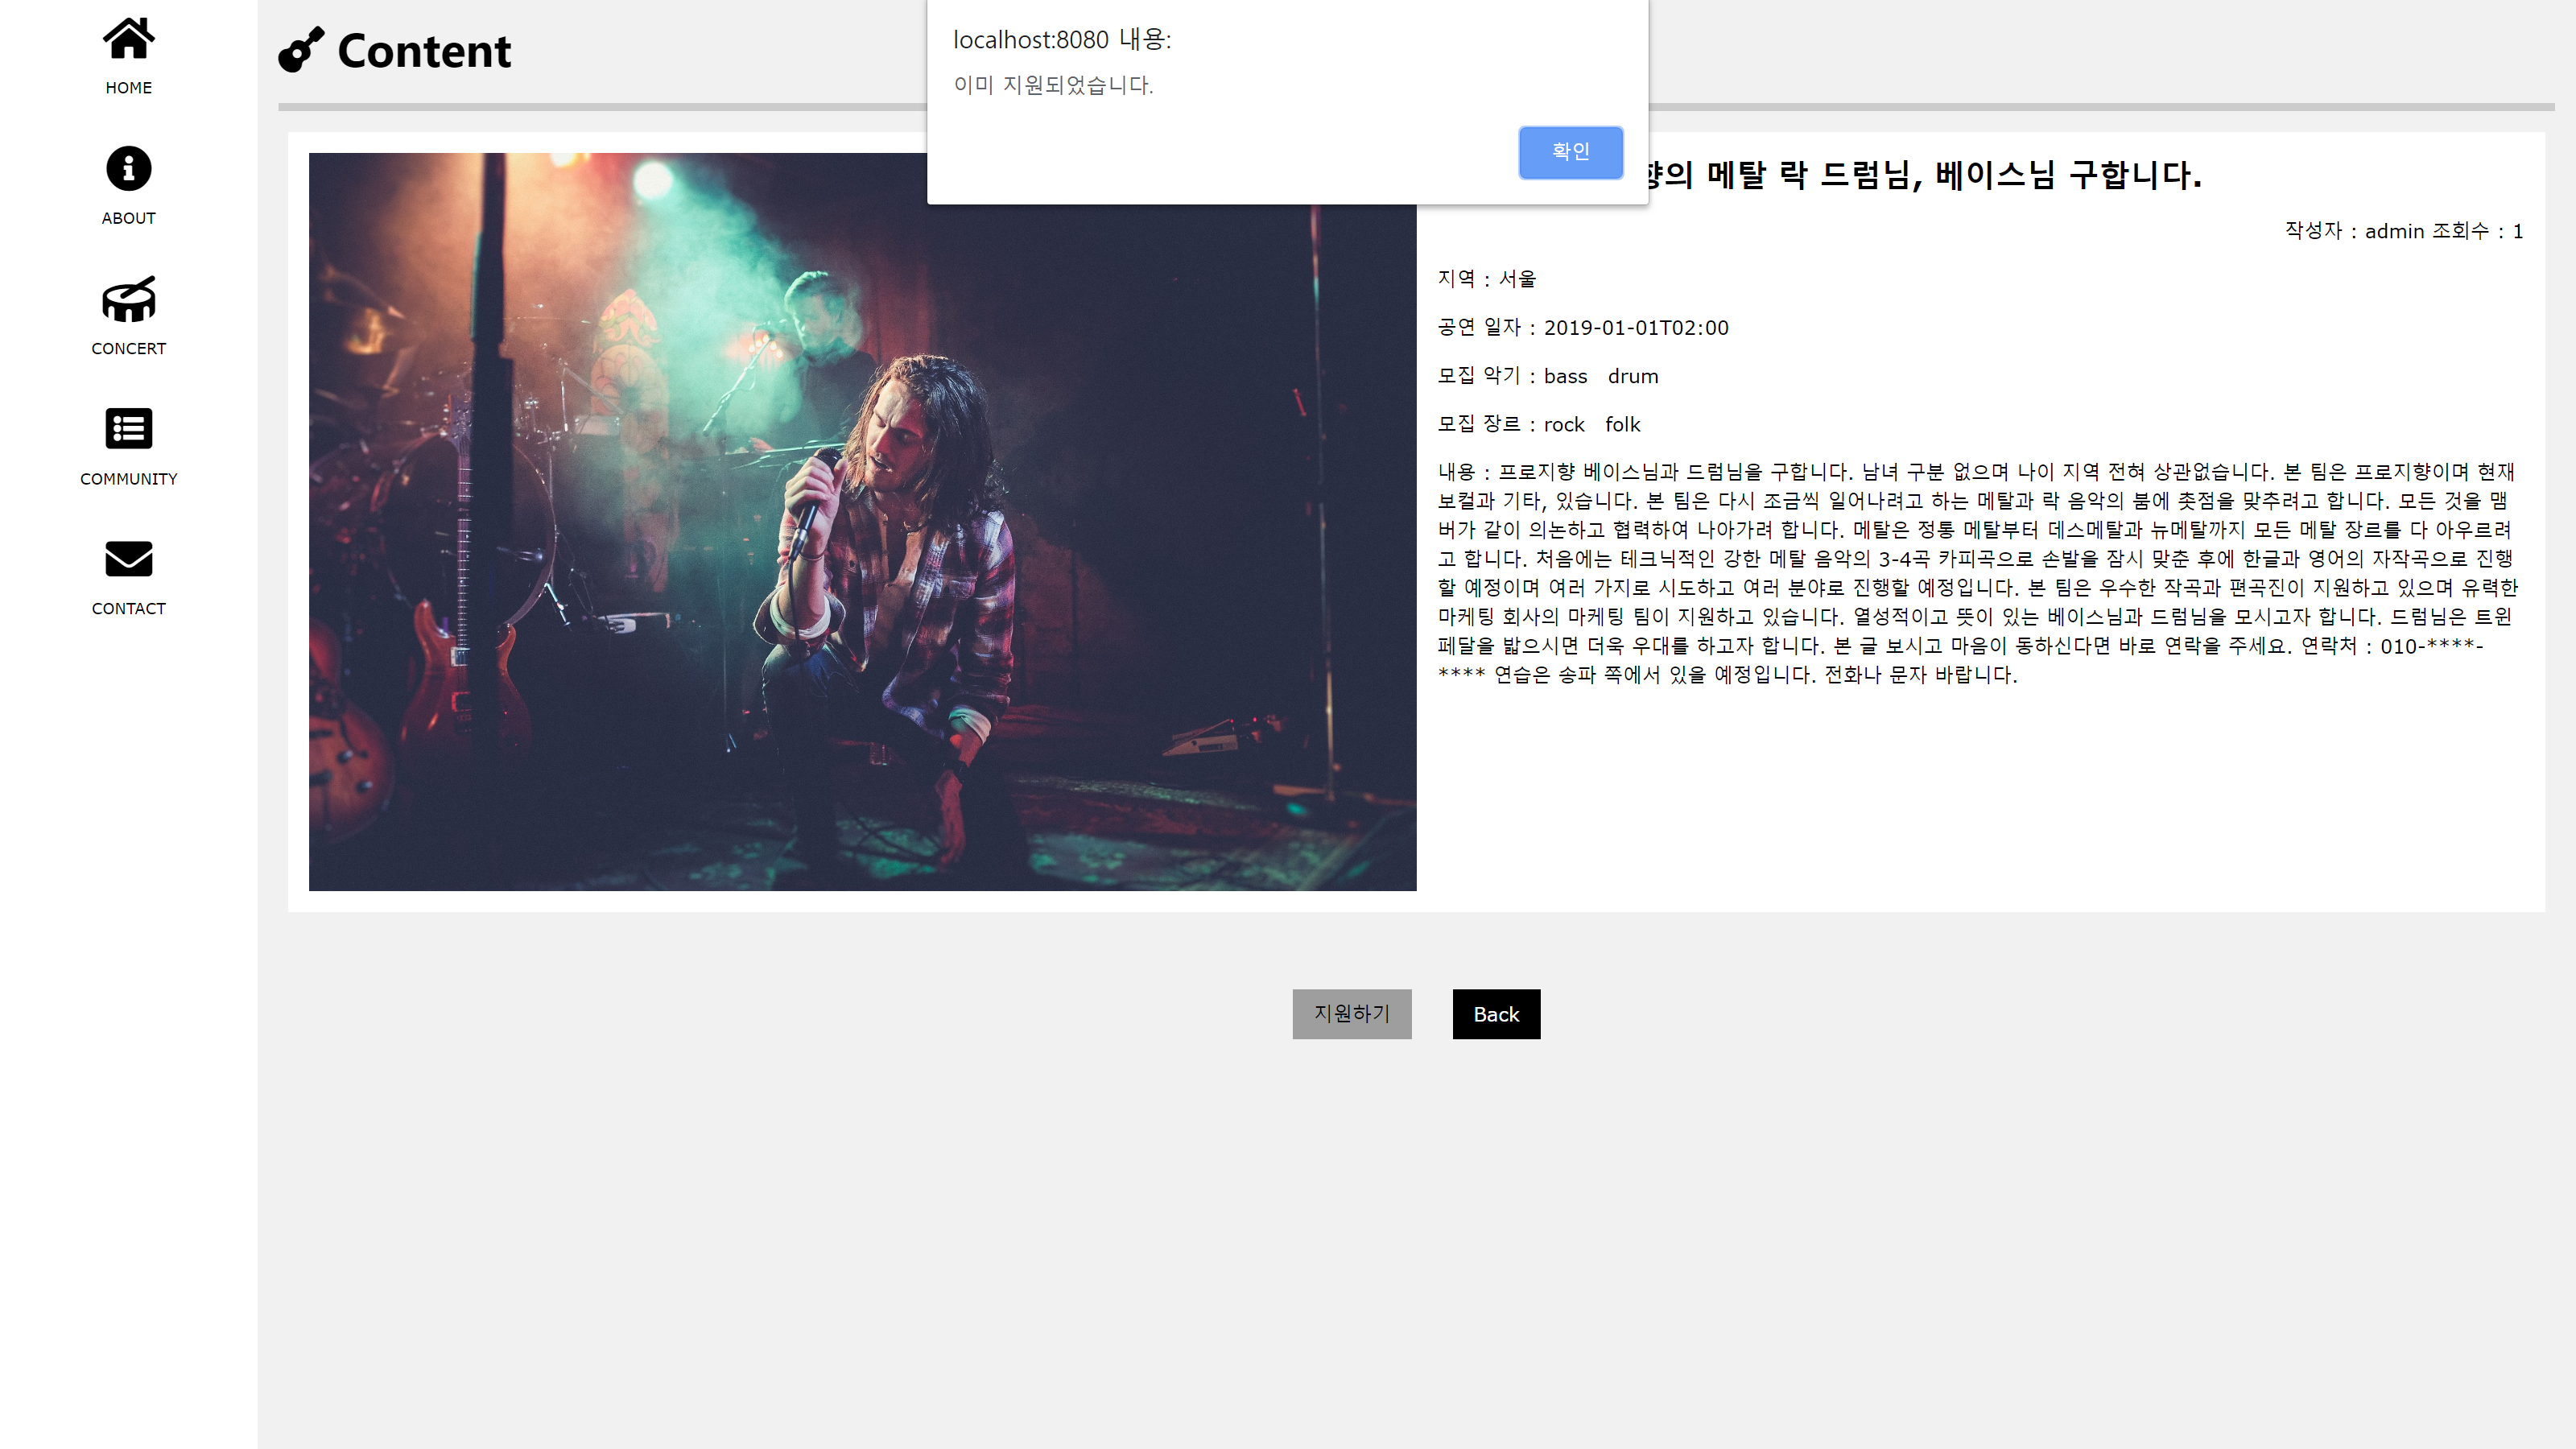 localhost:8080 내용:
이미 지원되었습니다.
확인
HOME
ABOUT
CONCERT
COMMUNITY
CONTACT
Content
메탈 락 드럼님, 베이스님 구합니다.
작성자 : admin 조회수 : 1
지역 : 서울
공연 일자 : 2019-01-01T02:00
모집 악기 : bass drum
모집 장르 : rock folk
내용 : 프로지향 베이스님과 드럼님을 구합니다. 남녀 구분 없으며 나이 지역 전혀 상관없습니다. 본 팀은 프로지향이며 현재
보컬과 기타, 있습니다. 본 팀은 다시 조금씩 일어나려고 하는 메탈과 락 음악의 붐에 촛점을 맞추려고 합니다. 모든 것을 맴
버가 같이 의논하고 협력하여 나아가려 합니다. 메탈은 정통 메탈부터 데스메탈과 뉴메탈까지 모든 메탈 장르를 다 아우르려
고 합니다. 처음에는 테크닉적인 강한 메탈 음악의 3-4곡 카피곡으로 손발을 잠시 맞춘 후에 한글과 영어의 자작곡으로 진행
할 예정이며 여러 가지로 시도하고 여러 분야로 진행할 예정입니다. 본 팀은 우수한 작곡과 편곡진이 지원하고 있으며 유력한
마케팅 회사의 마케팅 팀이 지원하고 있습니다. 열성적이고 뜻이 있는 베이스님과 드럼님을 모시고자 합니다. 드럼님은 트윈
페달을 밟으시면 더욱 우대를 하고자 합니다. 본 글 보시고 마음이 동하신다면 바로 연락을 주세요. 연락처 : 010-****-
**** 연습은 송파 쪽에서 있을 예정입니다. 전화나 문자 바랍니다.
지원하기
Back